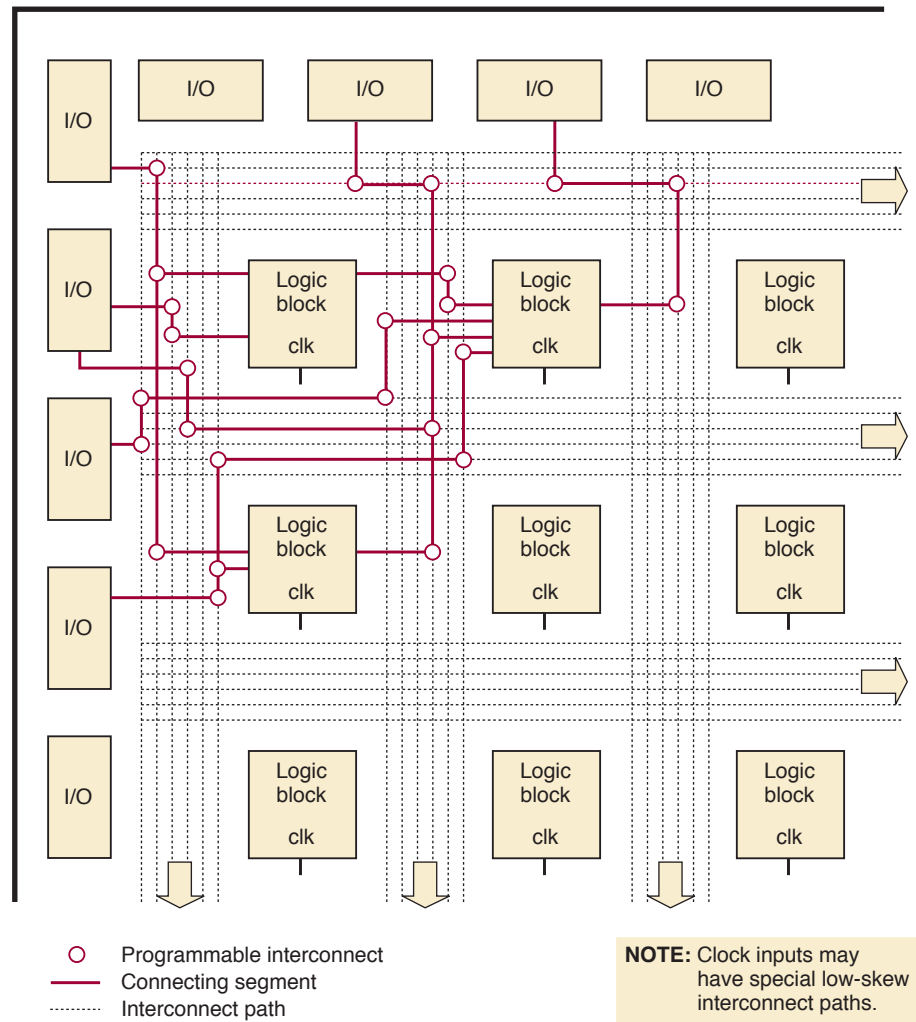 I/O
I/O
I/O
I/O
I/O
I/O
Logic
block
clk
Logic
block
clk
Logic
block
clk
I/O
Logic
block
clk
Logic
block
clk
Logic
block
clk
I/O
I/O
Logic
block
clk
Logic
block
clk
Logic
block
clk
Programmable interconnect
Connecting segment
Interconnect path
NOTE: Clock inputs may
have special low-skew
interconnect paths.